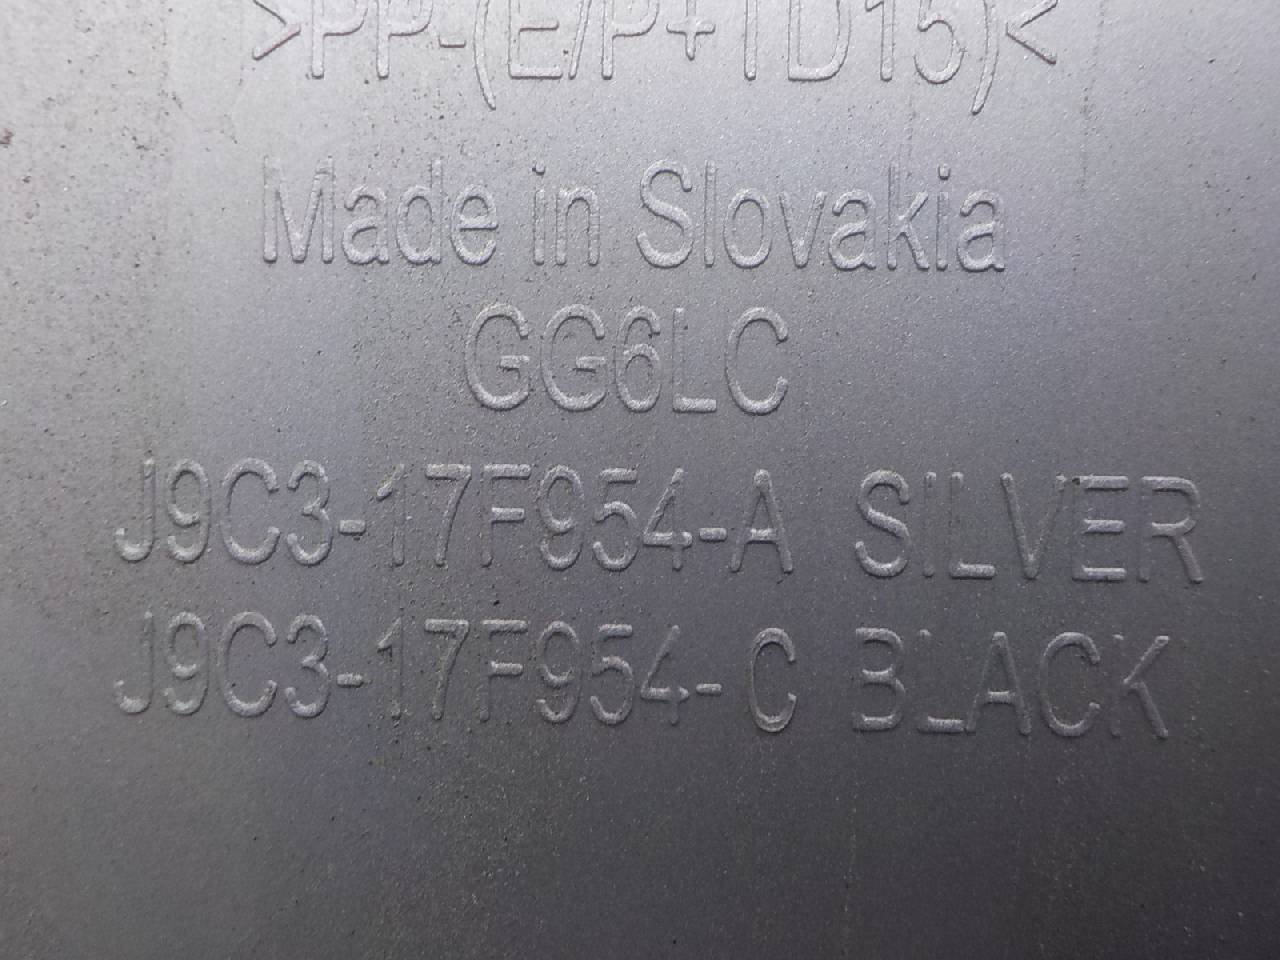 >PP-(E/P+TD15)<
Made in Slovakia
GG6LC
J9C3-17F954-A SILVER
J9C3-17F954-C BLACK